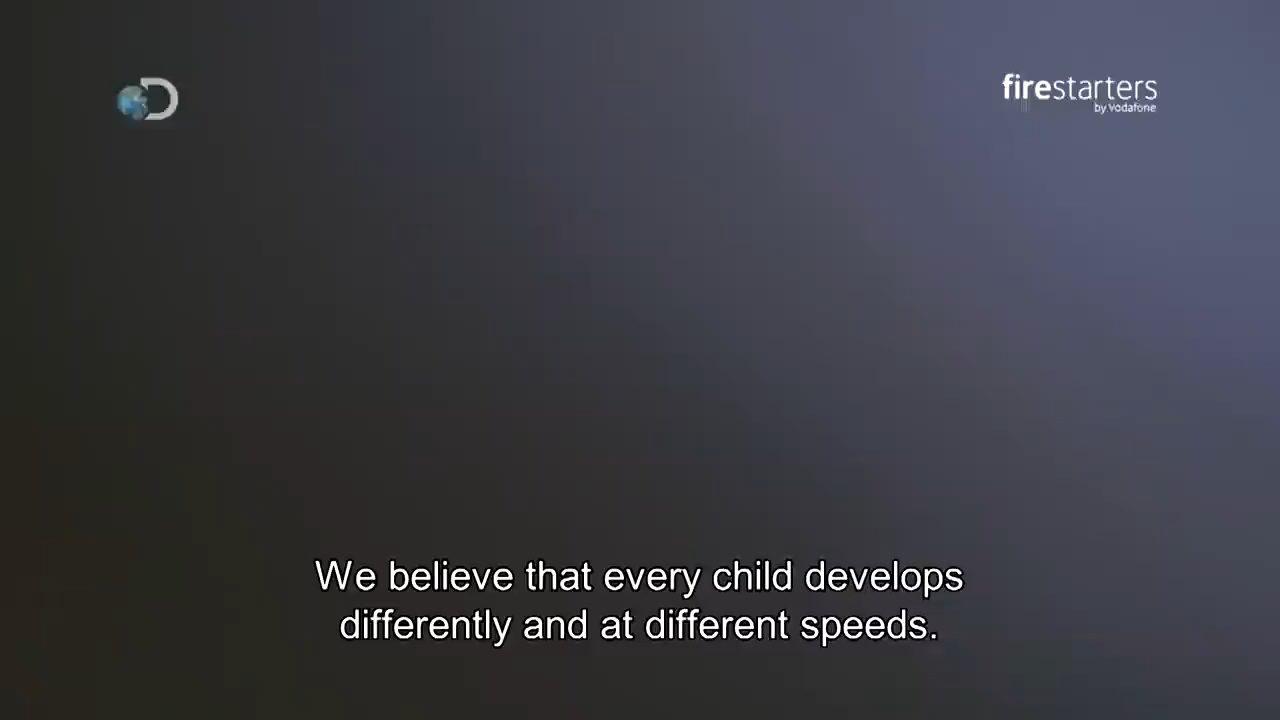 D
firestarters
by Vodafone
We believe that every child develops
differently and at different speeds.